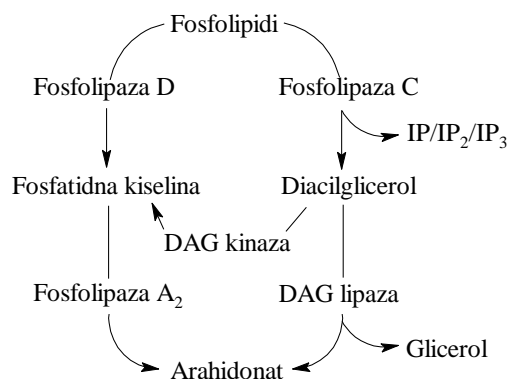 Fosfolipidi
Fosfolipaza D
Fosfolipaza C
IP/IP₂/IP₃
Fosfatidna kiselina
Diacilglicerol
DAG kinaza
Fosfolipaza A₂
DAG lipaza
Glicerol
Arahidonat